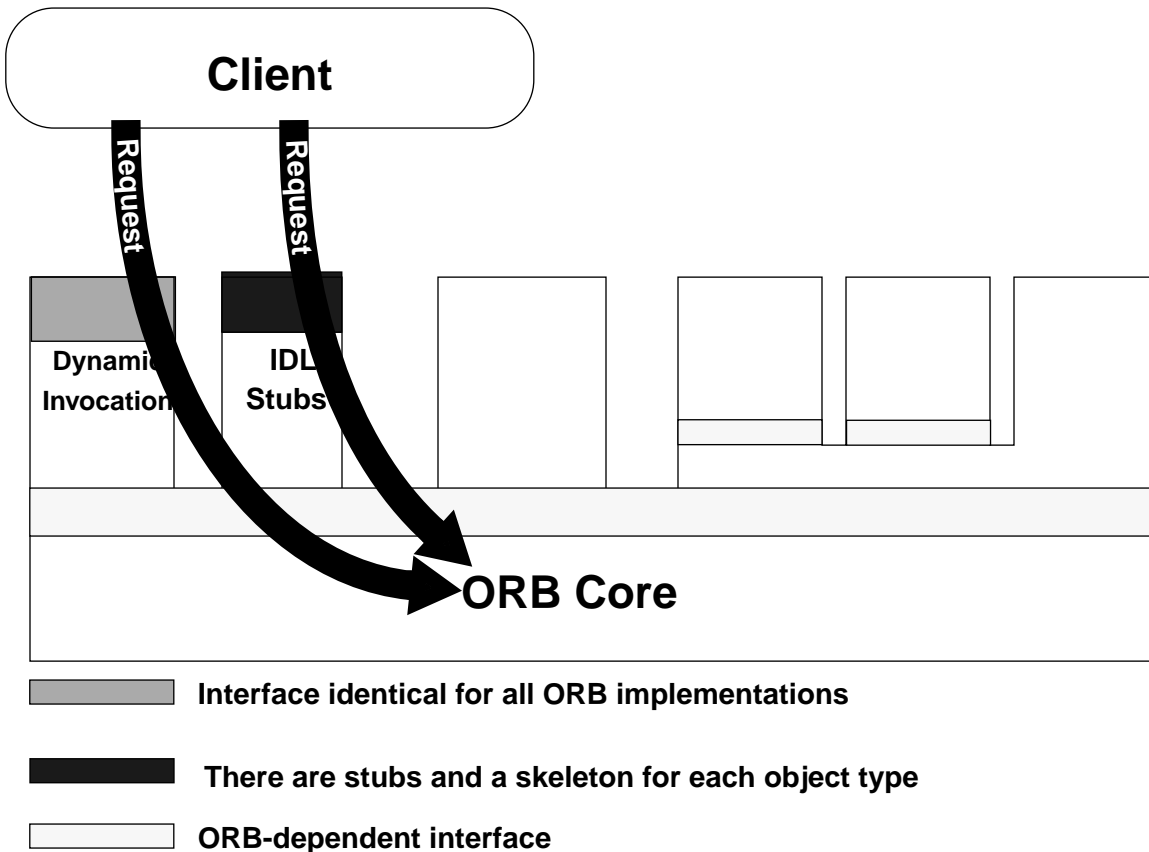 Client
Request
Request
Dynamic
Invocation
IDL
Stubs
ORB Core
Interface identical for all ORB implementations
There are stubs and a skeleton for each object type
ORB-dependent interface